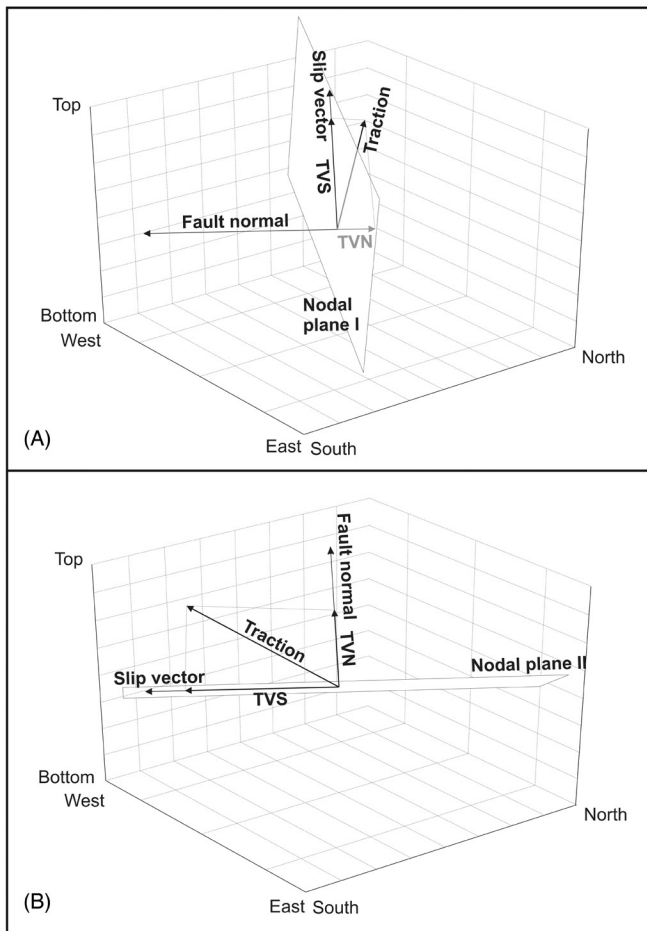 Top
Slip vector
TVS
Traction
Fault normal
TVN
Nodal
plane I
Bottom
West
North
East South
(A)
Top
Fault normal
TVN
Traction
Slip vector
TVS
Nodal plane II
Bottom
West
North
East South
(B)